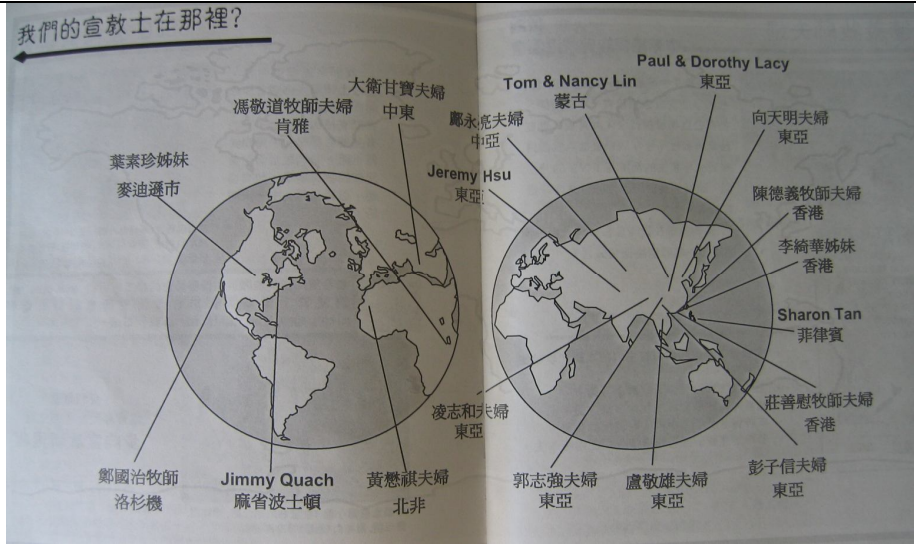 我們的宣教士在那裡？
葉素珍姊妹
麥迪遜市
馮敬道牧師夫婦
肯雅
大衛甘寶夫婦
中東
鄭國治牧師
洛杉機
Jimmy Quach
麻省波士頓
黃懋祺夫婦
北非
鄺永亮夫婦
中亞
Jeremy Hsu
東亞
Tom & Nancy Lin
蒙古
Paul & Dorothy Lacy
東亞
向天明夫婦
東亞
陳德義牧師夫婦
香港
李綺華姊妹
香港
Sharon Tan
菲律賓
莊善慰牧師夫婦
香港
彭子信夫婦
東亞
盧敬雄夫婦
東亞
郭志強夫婦
東亞
凌志和夫婦
東亞